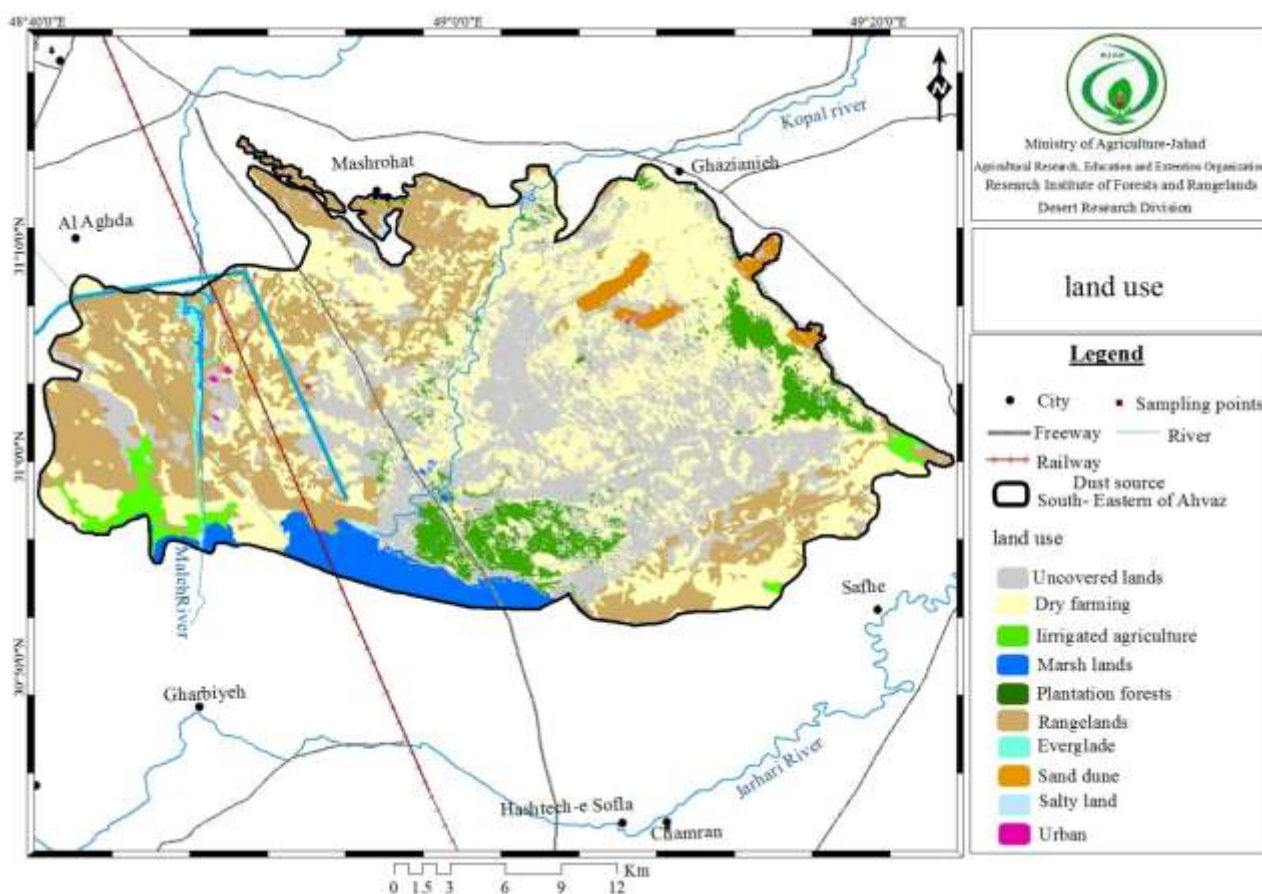 48°40'0"E
49°0'0"E
49°20'0"E
31°10'0"N
31°0'0"N
30°50'0"N
Kopal river
Mashrohat
Ghazianieh
Al Aghda
MalehRiver
Safhe
Gharbiyeh
Jarhari River
Hashtech-e Sofla
Chamran
Km
0 1.5 3 6 9 12
Ministry of Agriculture-Jahad
Agricultural Research, Education and Extention Organization
Research Institute of Forests and Rangelands
Desert Research Division
land use
Legend
City
Sampling points
Freeway
River
Railway
Dust source
South- Eastern of Ahvaz
land use
Uncovered lands
Dry farming
Iirrigated agriculture
Marsh lands
Plantation forests
Rangelands
Everglade
Sand dune
Salty land
Urban